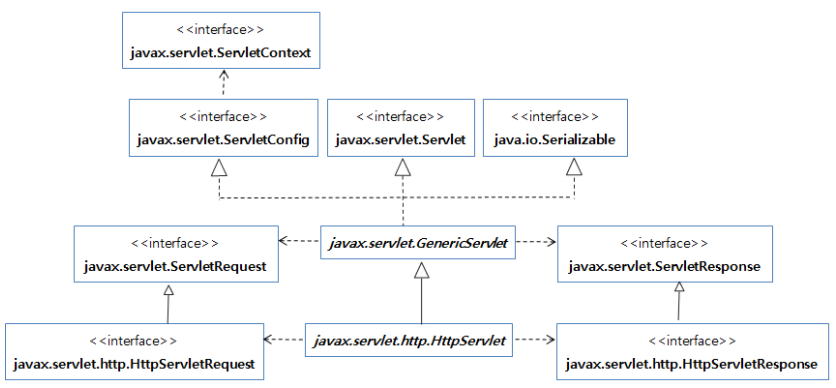 <<interface>>
javax.servlet.ServletContext
<<interface>>
javax.servlet.ServletConfig
<<interface>>
javax.servlet.Servlet
<<interface>>
java.io.Serializable
<<interface>>
javax.servlet.ServletRequest
javax.servlet.GenericServlet
<<interface>>
javax.servlet.ServletResponse
<<interface>>
javax.servlet.http.HttpServletRequest
javax.servlet.http.HttpServlet
<<interface>>
javax.servlet.http.HttpServletResponse